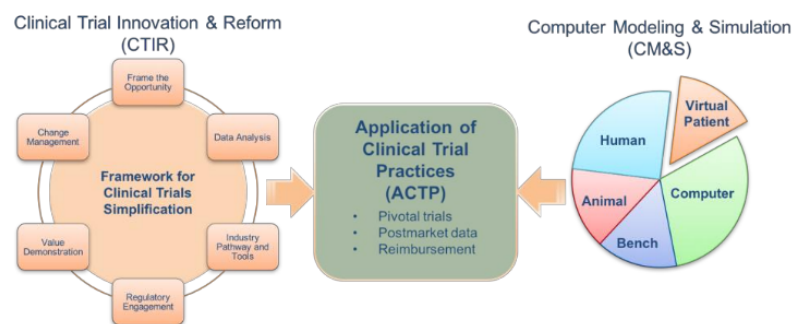 Clinical Trial Innovation & Reform
(CTIR)
Frame the
Opportunity
Change
Management
Data Analysis
Framework for
Clinical Trials
Simplification
Value
Demonstration
Industry
Pathway and
Tools
Regulatory
Engagement
Application of
Clinical Trial
Practices
(ACTP)
• Pivotal trials
• Postmarket data
• Reimbursement
Computer Modeling & Simulation
(CM&S)
Virtual
Patient
Human
Animal
Computer
Bench